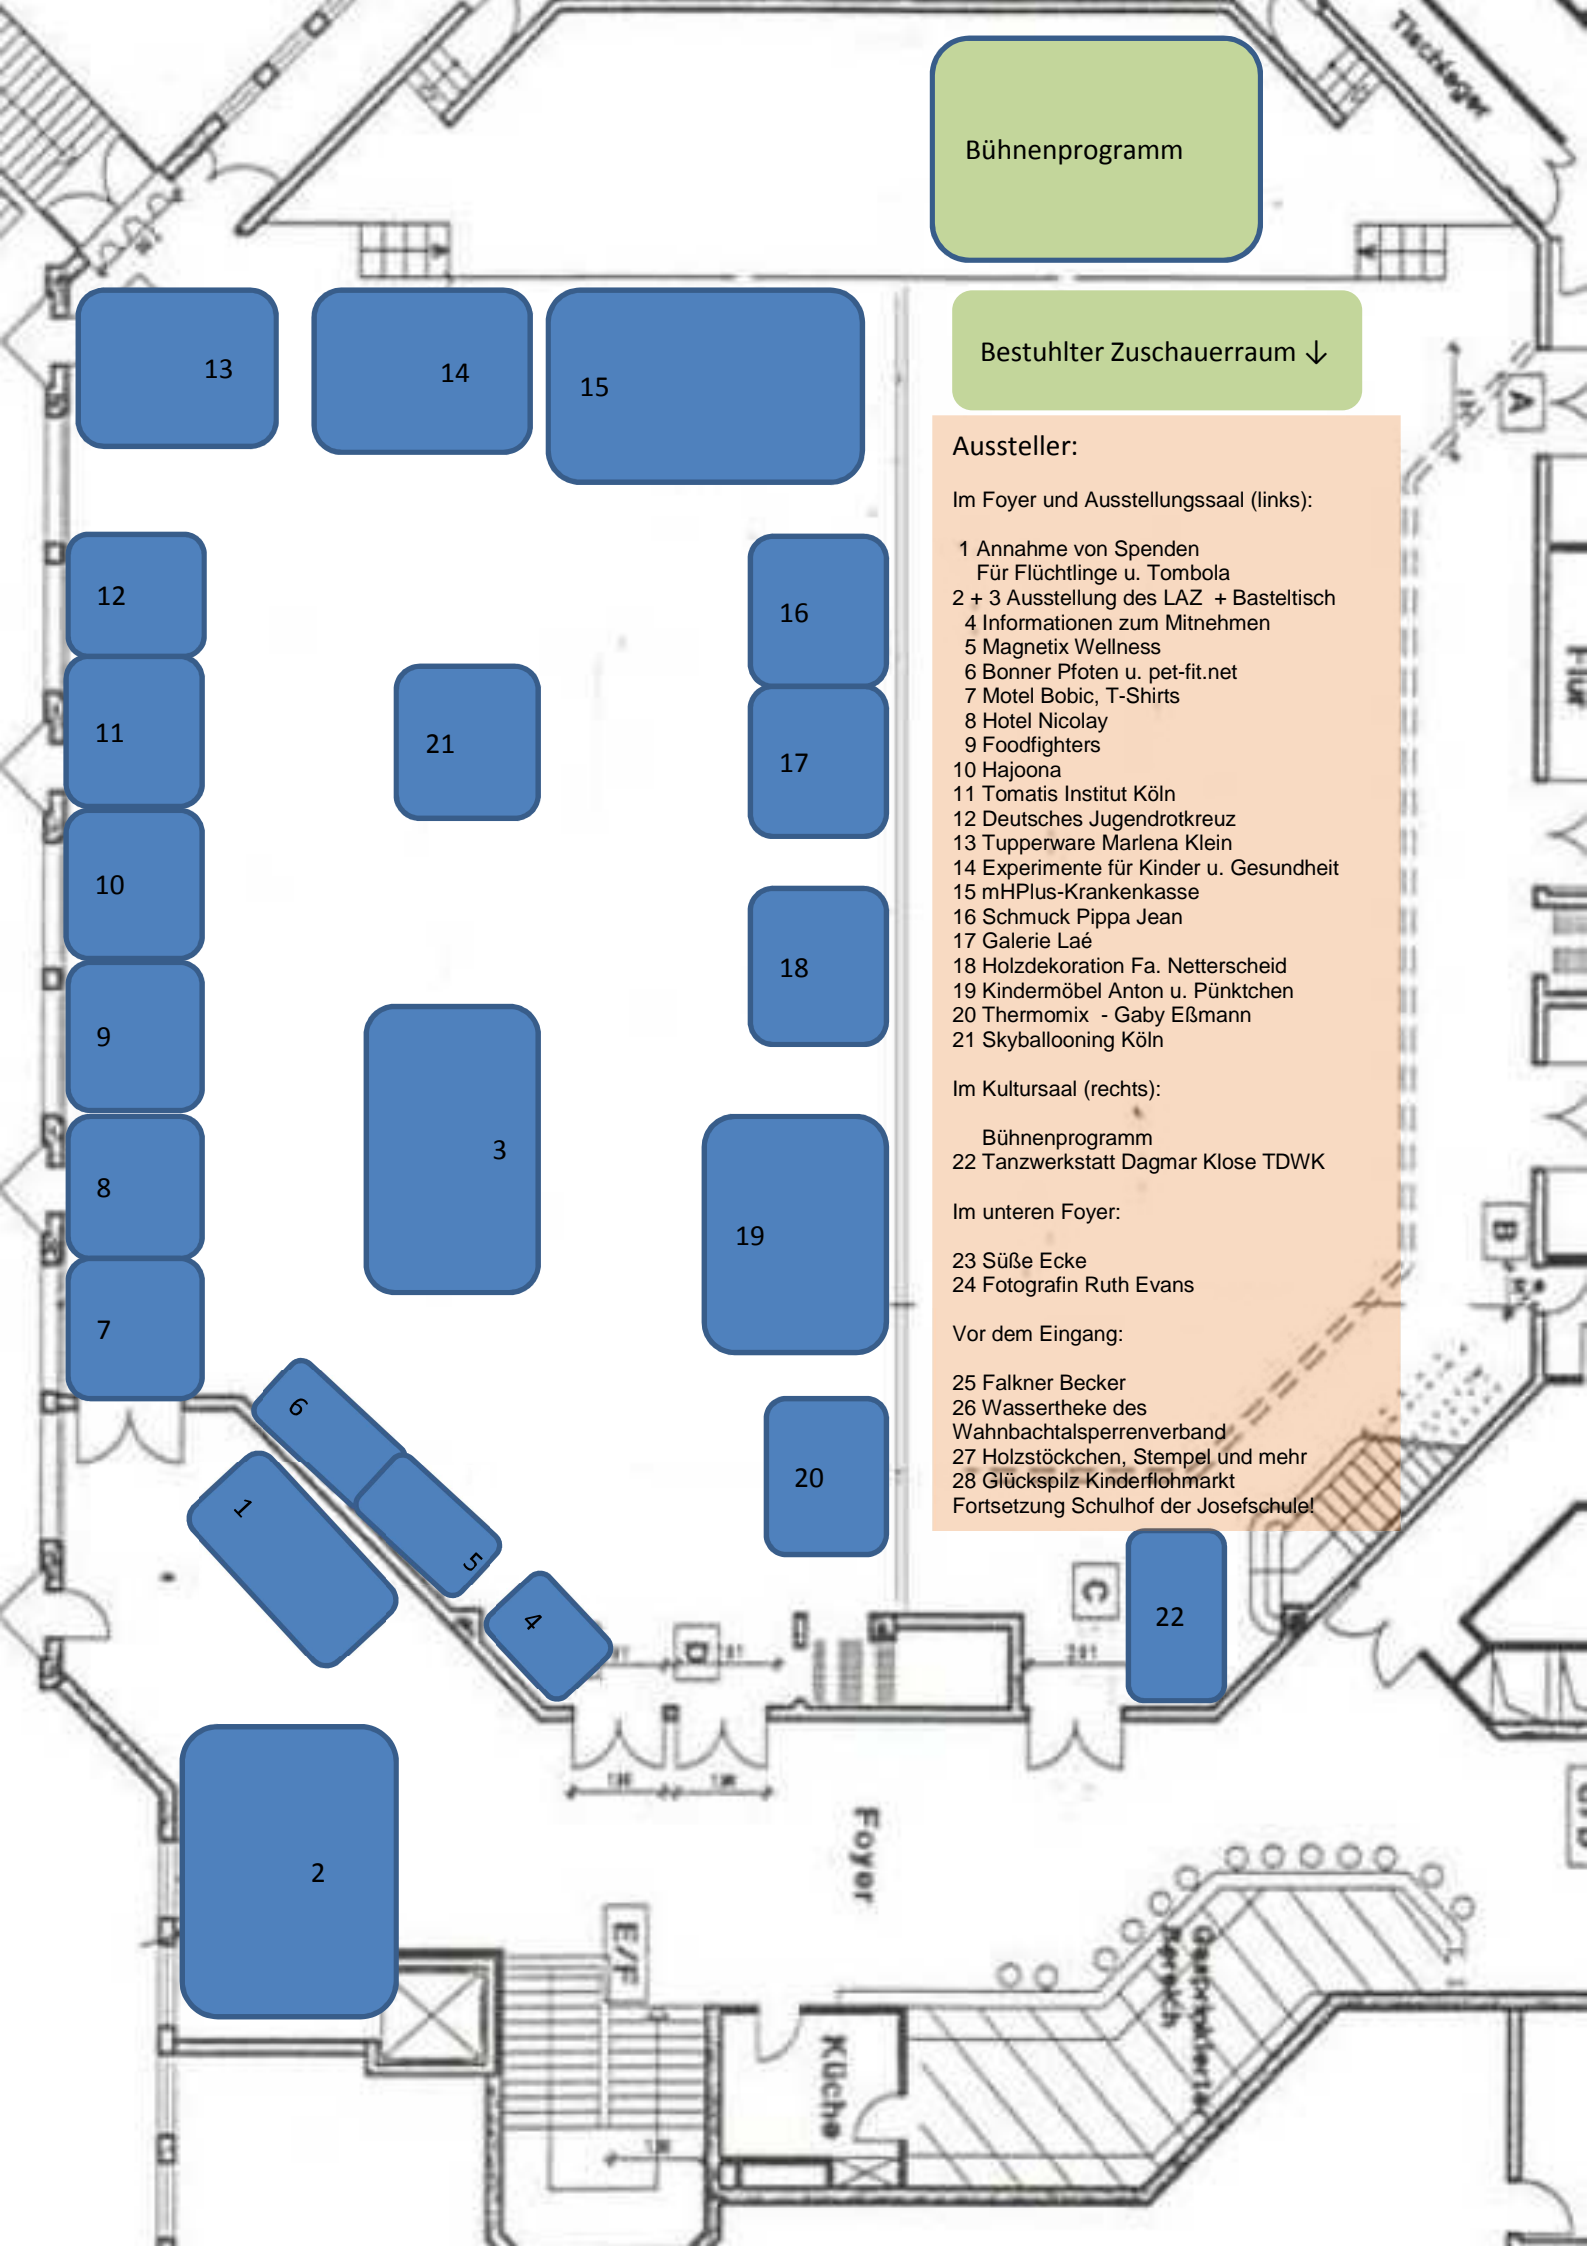 Tischlager
Bühnenprogramm
Bestuhlter Zuschauerraum ↓
A
13
14
15
Aussteller:
Im Foyer und Ausstellungssaal (links):
1 Annahme von Spenden
Für Flüchtlinge u. Tombola
2 + 3 Ausstellung des LAZ + Basteltisch
4 Informationen zum Mitnehmen
5 Magnetix Wellness
6 Bonner Pfoten u. pet-fit.net
7 Motel Bobic, T-Shirts
8 Hotel Nicolay
9 Foodfighters
10 Hajoona
11 Tomatis Institut Köln
12 Deutsches Jugendrotkreuz
13 Tupperware Marlena Klein
14 Experimente für Kinder u. Gesundheit
15 mHPlus-Krankenkasse
16 Schmuck Pippa Jean
17 Galerie Laé
18 Holzdekoration Fa. Netterscheid
19 Kindermöbel Anton u. Pünktchen
20 Thermomix - Gaby Eßmann
21 Skyballooning Köln
Im Kultursaal (rechts):
Bühnenprogramm
22 Tanzwerkstatt Dagmar Klose TDWK
Im unteren Foyer:
23 Süße Ecke
24 Fotografin Ruth Evans
Vor dem Eingang:
25 Falkner Becker
26 Wassertheke des
Wahnbachtalsperrenverband
27 Holzstöckchen, Stempel und mehr
28 Glückspilz Kinderflohmarkt
Fortsetzung Schulhof der Josefschule!
12
16
Flur
11
21
17
10
18
9
3
8
19
B
7
6
20
1
5
4
C
22
D
Foyer
2
E/F
Küche